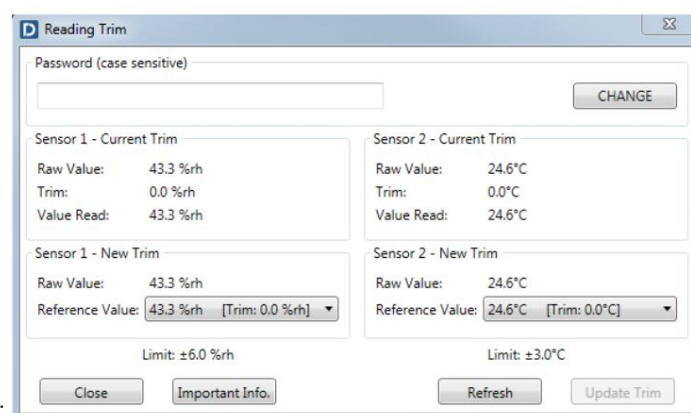 D Reading Trim
Password (case sensitive)
CHANGE
Sensor 1 - Current Trim
Raw Value: 43.3 %rh
Trim: 0.0 %rh
Value Read: 43.3 %rh
Sensor 2 - Current Trim
Raw Value: 24.6°C
Trim: 0.0°C
Value Read: 24.6°C
Sensor 1 - New Trim
Raw Value: 43.3 %rh
Reference Value: 43.3 %rh [Trim: 0.0 %rh]
Limit: ±6.0 %rh
Sensor 2 - New Trim
Raw Value: 24.6°C
Reference Value: 24.6°C [Trim: 0.0°C]
Limit: ±3.0°C
Close Important Info. Refresh Update Trim
.